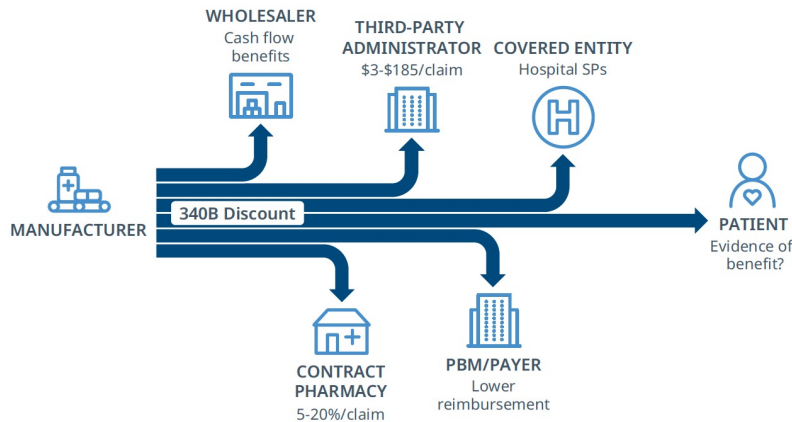 WHOLESALER
Cash flow
benefits
THIRD-PARTY
ADMINISTRATOR
$3-$185/claim
COVERED ENTITY
Hospital SPs
H
MANUFACTURER
340B Discount
PATIENT
Evidence of
benefit?
CONTRACT
PHARMACY
5-20%/claim
PBM/PAYER
Lower
reimbursement